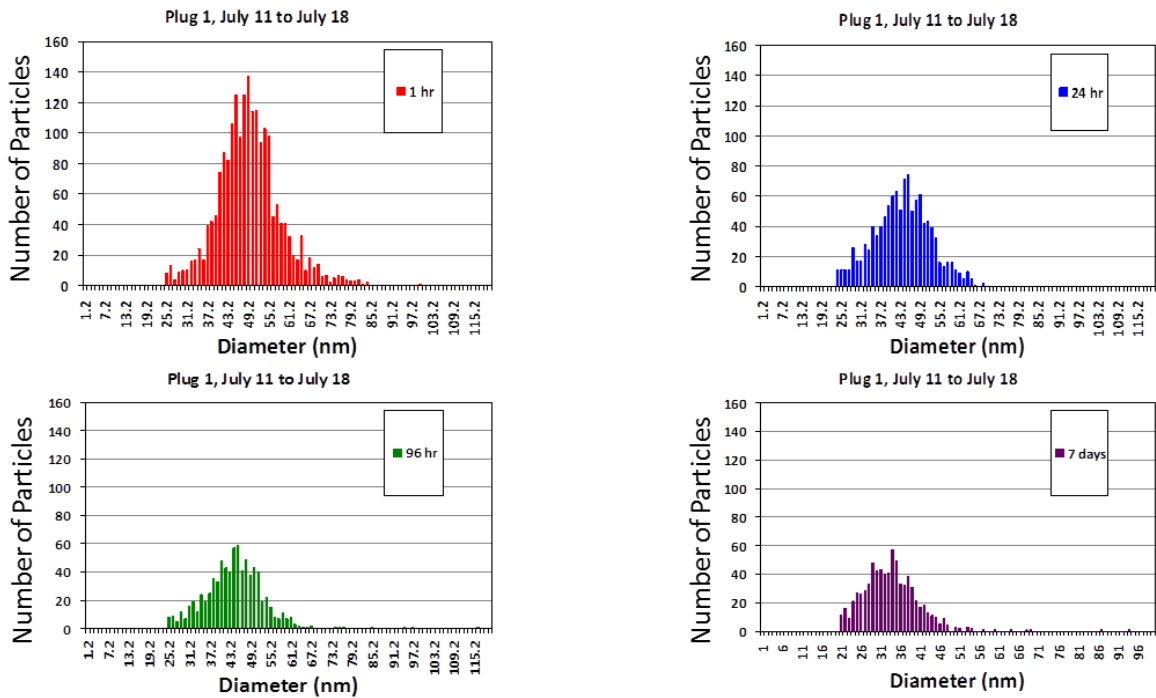 Plug 1, July 11 to July 18
Number of Particles
160
140
120
100
80
60
40
20
0
1 hr
1.2 7.2 13.2 19.2 25.2 31.2 37.2 43.2 49.2 55.2 61.2 67.2 73.2 79.2 85.2 91.2 97.2 103.2 109.2 115.2
Diameter (nm)
Plug 1, July 11 to July 18
Number of Particles
160
140
120
100
80
60
40
20
0
24 hr
1.2 7.2 13.2 19.2 25.2 31.2 37.2 43.2 49.2 55.2 61.2 67.2 73.2 79.2 85.2 91.2 97.2 103.2 109.2 115.2
Diameter (nm)
Plug 1, July 11 to July 18
Number of Particles
160
140
120
100
80
60
40
20
0
96 hr
1.2 7.2 13.2 19.2 25.2 31.2 37.2 43.2 49.2 55.2 61.2 67.2 73.2 79.2 85.2 91.2 97.2 103.2 109.2 115.2
Diameter (nm)
Plug 1, July 11 to July 18
Number of Particles
160
140
120
100
80
60
40
20
0
7 days
1 6 11 16 21 26 31 36 41 46 51 56 61 66 71 76 81 86 91 96
Diameter (nm)